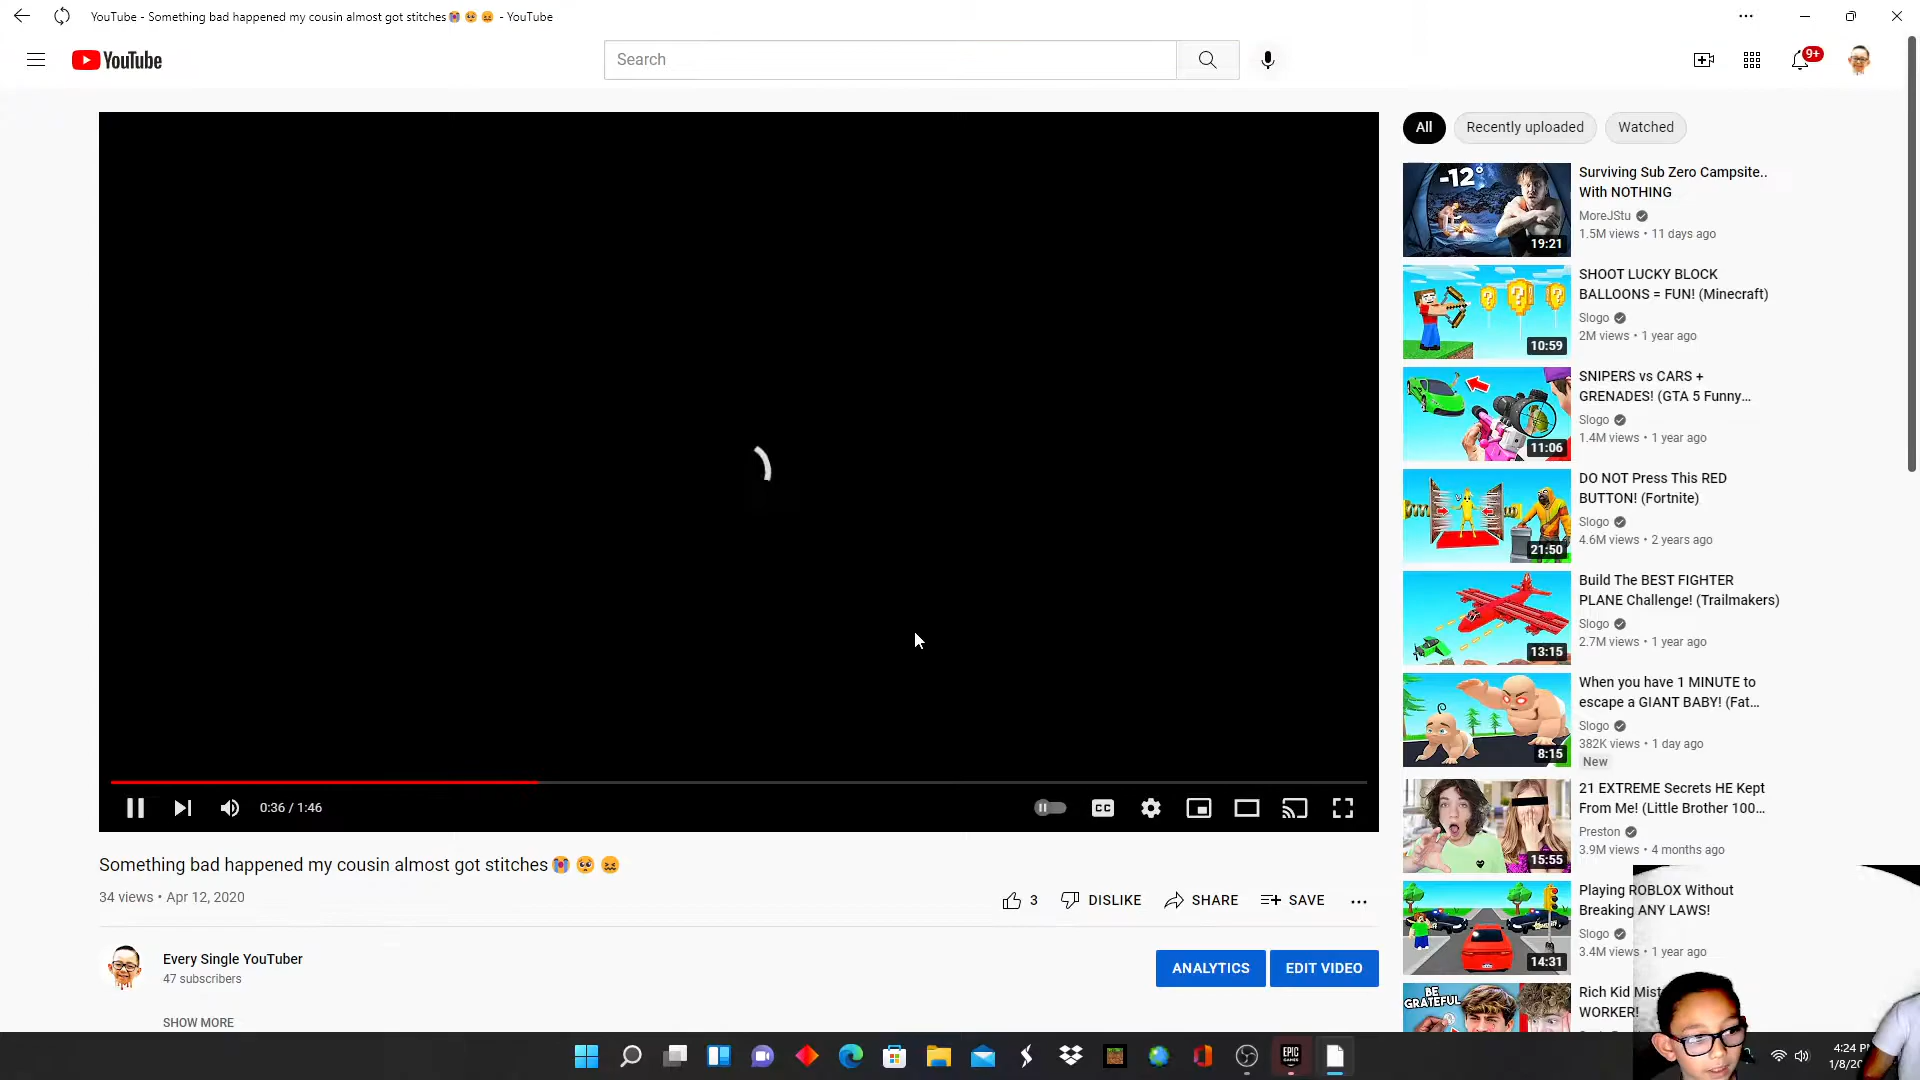 YouTube - Something bad happened my cousin almost got stitches😭 🥺 😖 - YouTube
YouTube
Search
9+
All
Recently uploaded
Watched
-12°
19:21
Surviving Sub Zero Campsite..
With NOTHING
MoreJStu
1.5M views • 11 days ago
10:59
SHOOT LUCKY BLOCK
BALLOONS = FUN! (Minecraft)
Slogo
2M views • 1 year ago
11:06
SNIPERS vs CARS +
GRENADES! (GTA 5 Funny...
Slogo
1.4M views • 1 year ago
21:50
DO NOT Press This RED
BUTTON! (Fortnite)
Slogo
4.6M views • 2 years ago
13:15
Build The BEST FIGHTER
PLANE Challenge! (Trailmakers)
Slogo
2.7M views • 1 year ago
8:15
When you have 1 MINUTE to
escape a GIANT BABY! (Fat...
Slogo
382K views • 1 day ago
New
15:55
21 EXTREME Secrets HE Kept
From Me! (Little Brother 100...
Preston
3.9M views • 4 months ago
14:31
Playing ROBLOX Without
Breaking ANY LAWS!
Slogo
3.4M views • 1 year ago
BE
GRATEFUL
Rich Kid
WORKER!
0:36 / 1:46
CC
Something bad happened my cousin almost got stitches😭 🥺 😖
34 views • Apr 12, 2020
3
DISLIKE
SHARE
SAVE
Every Single YouTuber
47 subscribers
ANALYTICS
EDIT VIDEO
SHOW MORE
EPIC
GAMES
4:24
1/8/